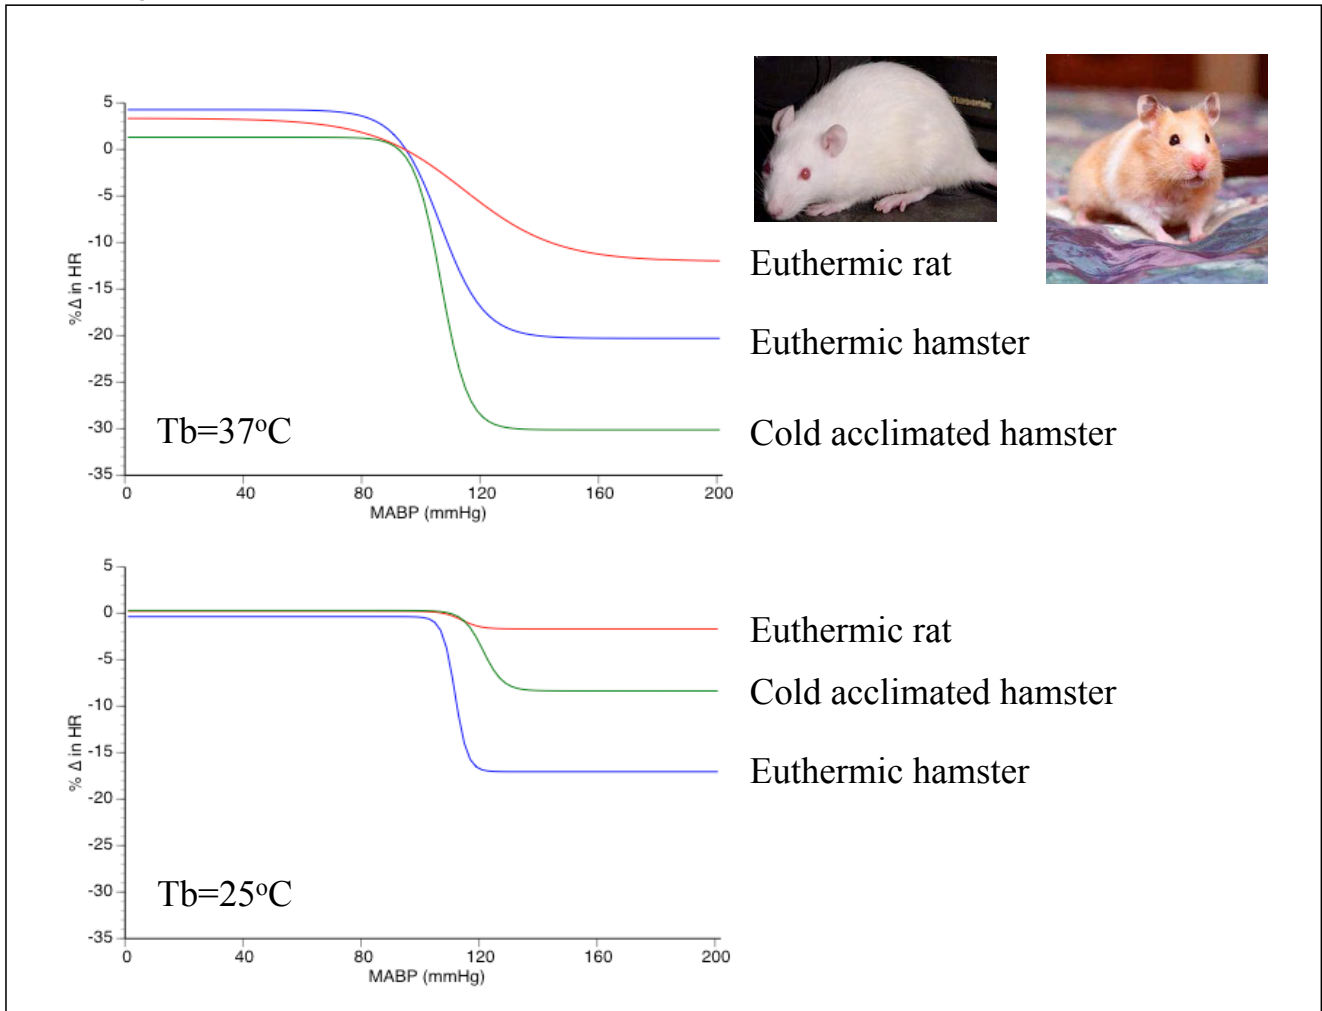 5
0
-5
-10
-15
-20
-25
-30
-35
% Δ in HR
0 40 80 120 160 200
MABP (mmHg)
Tb=37°C
Euthermic rat
Euthermic hamster
Cold acclimated hamster
5
0
-5
-10
-15
-20
-25
-30
-35
% Δ in HR
0 40 80 120 160 200
MABP (mmHg)
Tb=25°C
Euthermic rat
Cold acclimated hamster
Euthermic hamster